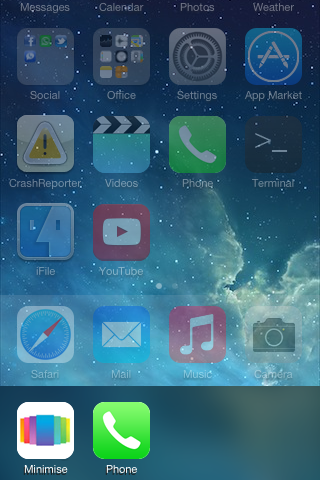 Messages Calendar Photos Weather
Social Office Settings App Market
CrashReporter Videos Phone Terminal
>_
iFile YouTube
Safari Mail Music Camera
Minimise Phone